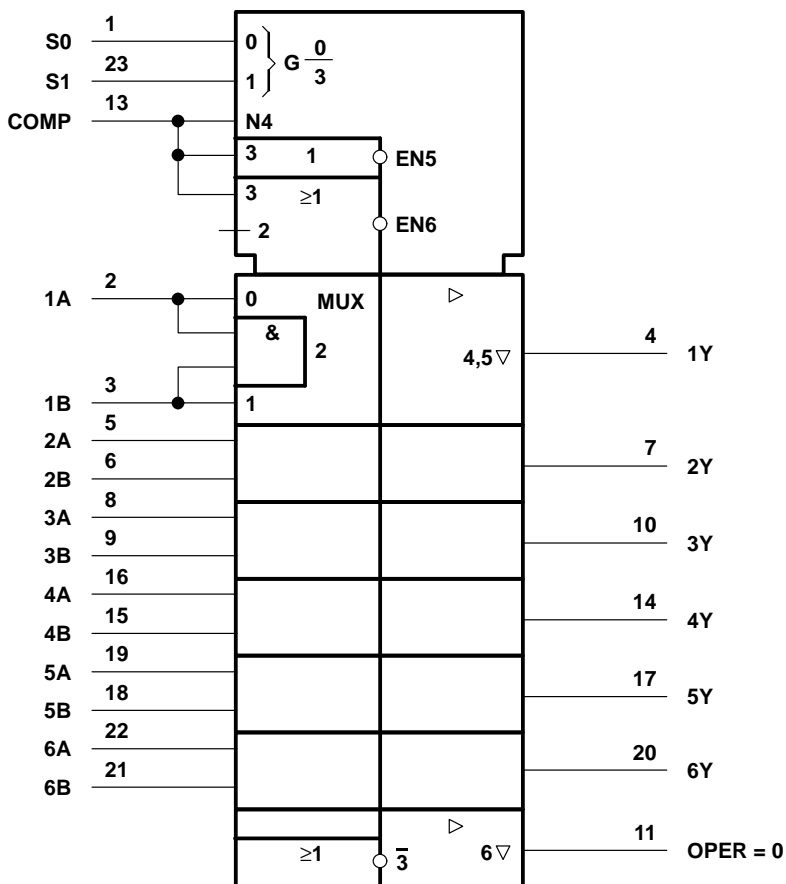 S0 1 0
S1 23 1 G 0/3
COMP 13 N4
3 1 EN5
3 ≥1
2 EN6
1A 2 0 MUX ▷
& 2 4,5 ▽ 4 1Y
1B 3 1
2A 5
2B 6 7 2Y
3A 8
3B 9 10 3Y
4A 16
4B 15 14 4Y
5A 19
5B 18 17 5Y
6A 22
6B 21 20 6Y
▷
≥1 3̅ 6 ▽ 11 OPER = 0